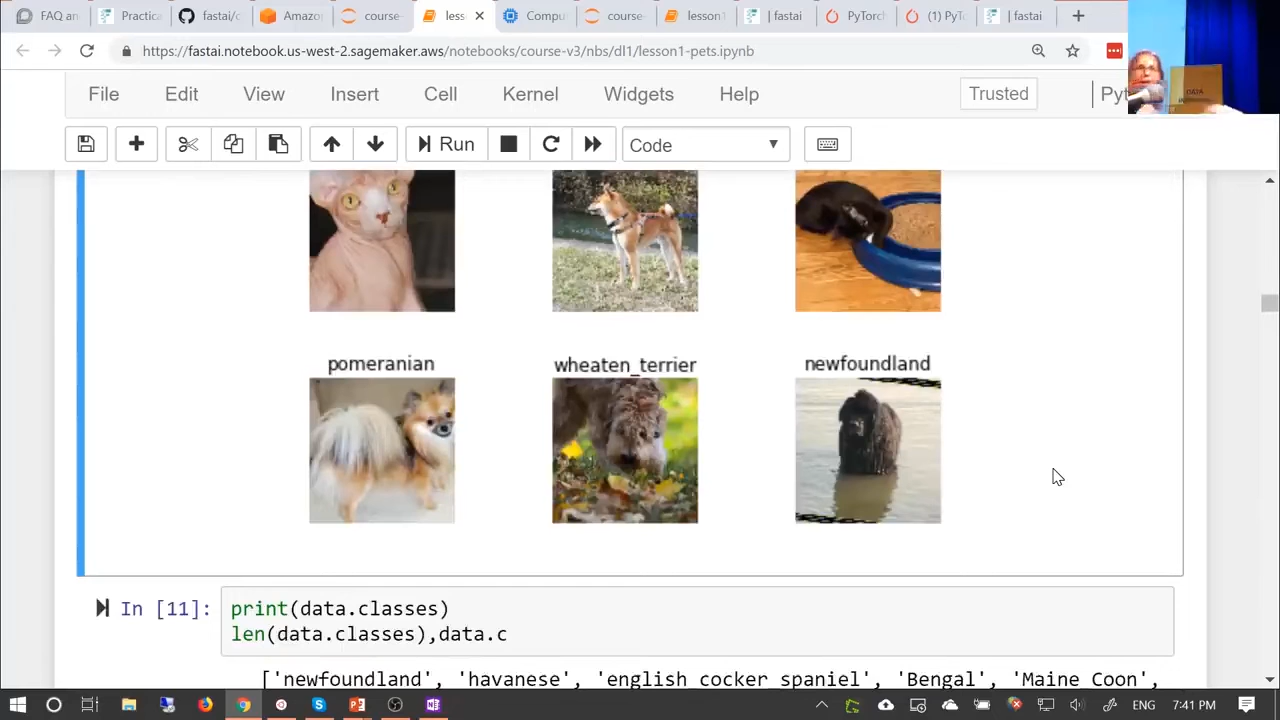 FAQ an
Practica
fastai/c
Amazor
course-
less
Compu
course-
lesson1
| fastai
PyTorch
(1) PyTo
| fastai
https://fastai.notebook.us-west-2.sagemaker.aws/notebooks/course-v3/nbs/dl1/lesson1-pets.ipynb
File Edit View Insert Cell Kernel Widgets Help Trusted Pyt
Run Code
pomeranian wheaten_terrier newfoundland
In [11]: print(data.classes)
len(data.classes),data.c
['newfoundland', 'havanese', 'english_cocker_spaniel', 'Bengal', 'Maine_Coon',
ENG 7:41 PM